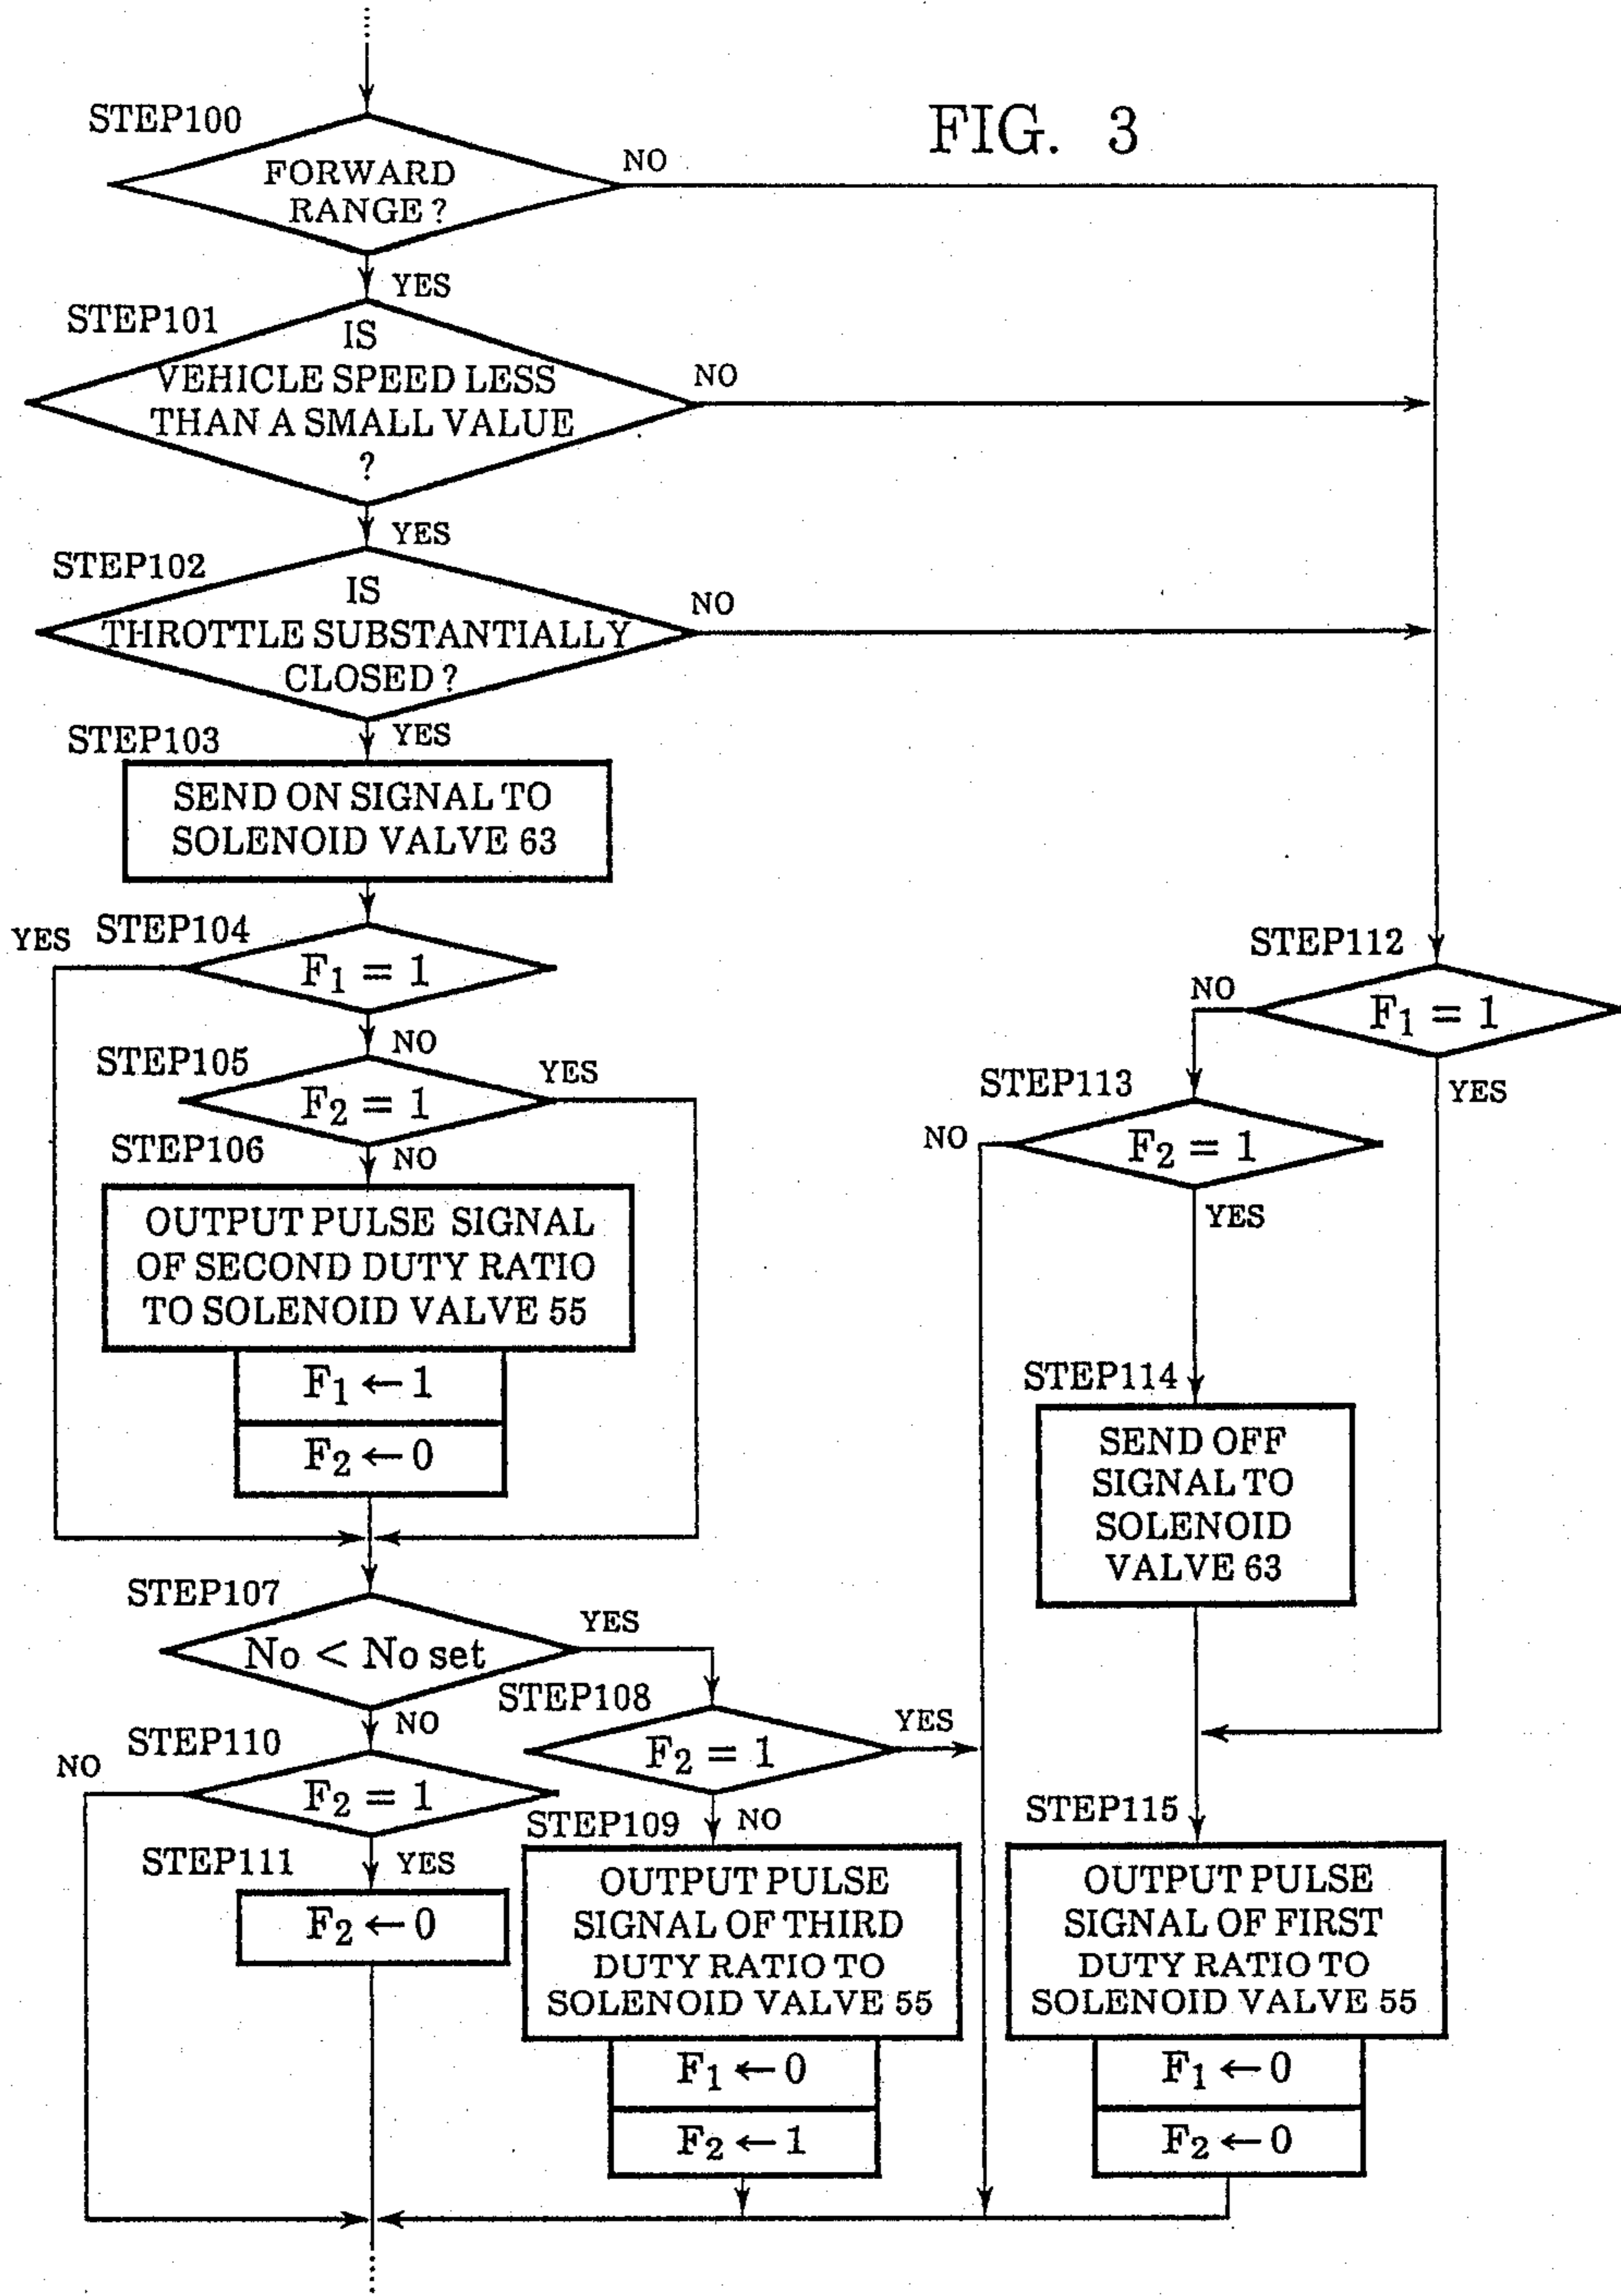 FIG. 3
STEP100
FORWARD
RANGE?
NO
YES
STEP101
IS
VEHICLE SPEED LESS
THAN A SMALL VALUE
?
NO
YES
STEP102
IS
THROTTLE SUBSTANTIALLY
CLOSED?
NO
YES
STEP103
SEND ON SIGNAL TO
SOLENOID VALVE 63
YES
STEP104
F1 = 1
NO
STEP105
F2 = 1
YES
NO
STEP106
OUTPUT PULSE SIGNAL
OF SECOND DUTY RATIO
TO SOLENOID VALVE 55
F1 ← 1
F2 ← 0
STEP107
No < No set
YES
NO
STEP108
F2 = 1
YES
NO
STEP109
OUTPUT PULSE
SIGNAL OF THIRD
DUTY RATIO TO
SOLENOID VALVE 55
F1 ← 0
F2 ← 1
STEP110
NO
F2 = 1
YES
STEP111
F2 ← 0
STEP112
NO
F1 = 1
YES
STEP113
NO
F2 = 1
YES
STEP114
SEND OFF
SIGNAL TO
SOLENOID
VALVE 63
STEP115
OUTPUT PULSE
SIGNAL OF FIRST
DUTY RATIO TO
SOLENOID VALVE 55
F1 ← 0
F2 ← 0